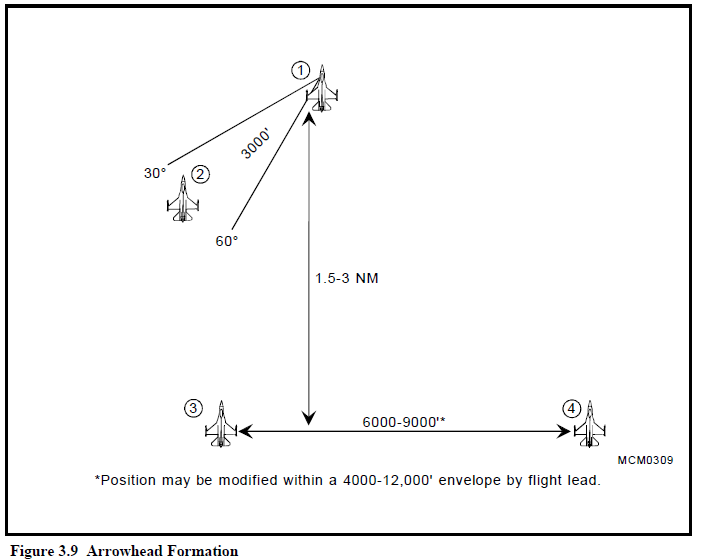 1
3000'
30°
2
60°
1.5-3 NM
3
6000-9000'*
4
MCM0309
*Position may be modified within a 4000-12,000' envelope by flight lead.
Figure 3.9 Arrowhead Formation